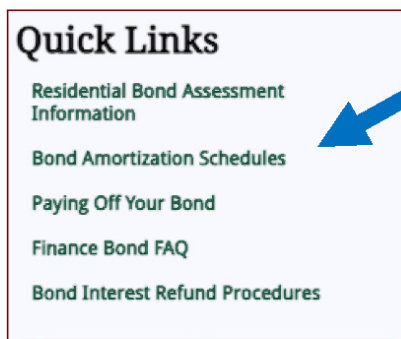 Quick Links
Residential Bond Assessment
Information
Bond Amortization Schedules
Paying Off Your Bond
Finance Bond FAQ
Bond Interest Refund Procedures